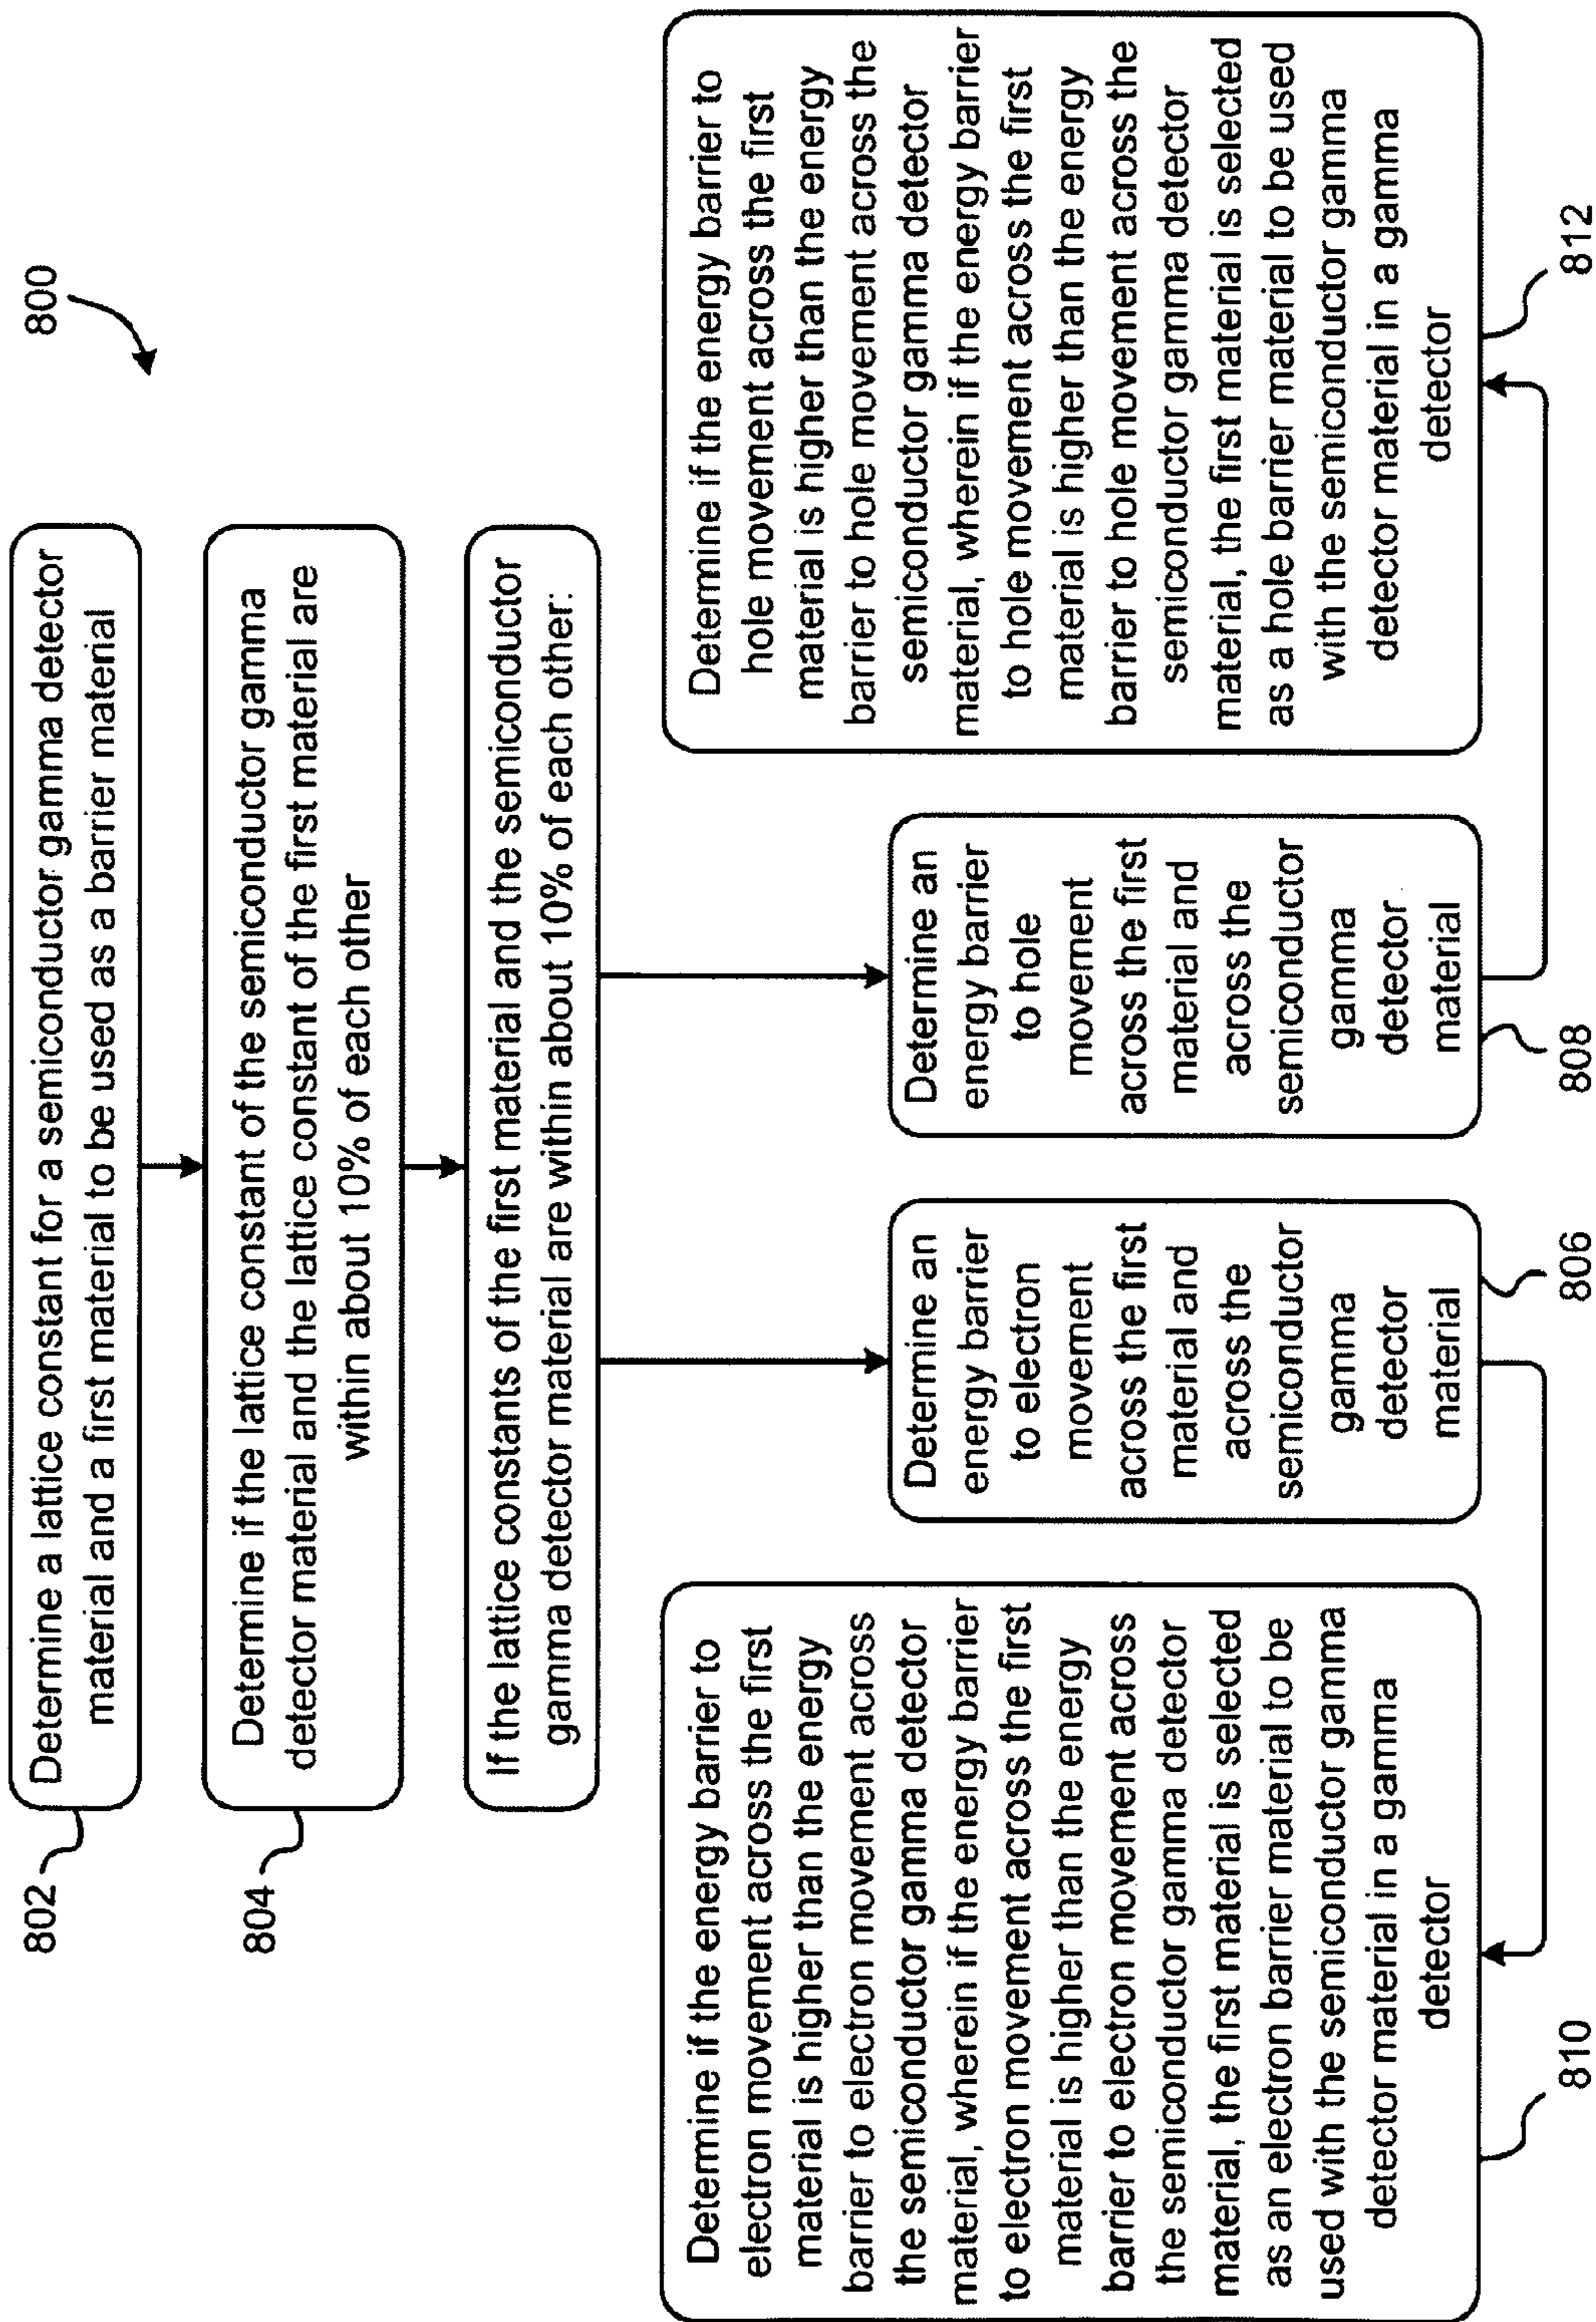 800
802
Determine a lattice constant for a semiconductor gamma detector
material and a first material to be used as a barrier material
804
Determine if the lattice constant of the semiconductor gamma
detector material and the lattice constant of the first material are
within about 10% of each other
If the lattice constants of the first material and the semiconductor
gamma detector material are within about 10% of each other:
Determine if the energy barrier to
electron movement across the first
material is higher than the energy
barrier to electron movement across
the semiconductor gamma detector
material, wherein if the energy barrier
to electron movement across the first
material is higher than the energy
barrier to electron movement across
the semiconductor gamma detector
material, the first material is selected
as an electron barrier material to be
used with the semiconductor gamma
detector material in a gamma
detector
810
Determine an
energy barrier
to electron
movement
across the first
material and
across the
semiconductor
gamma
detector
material
806
Determine an
energy barrier
to hole
movement
across the first
material and
across the
semiconductor
gamma
detector
material
808
Determine if the energy barrier to
hole movement across the first
material is higher than the energy
barrier to hole movement across the
semiconductor gamma detector
material, wherein if the energy barrier
to hole movement across the first
material is higher than the energy
barrier to hole movement across the
semiconductor gamma detector
material, the first material is selected
as a hole barrier material to be used
with the semiconductor gamma
detector material in a gamma
detector
812